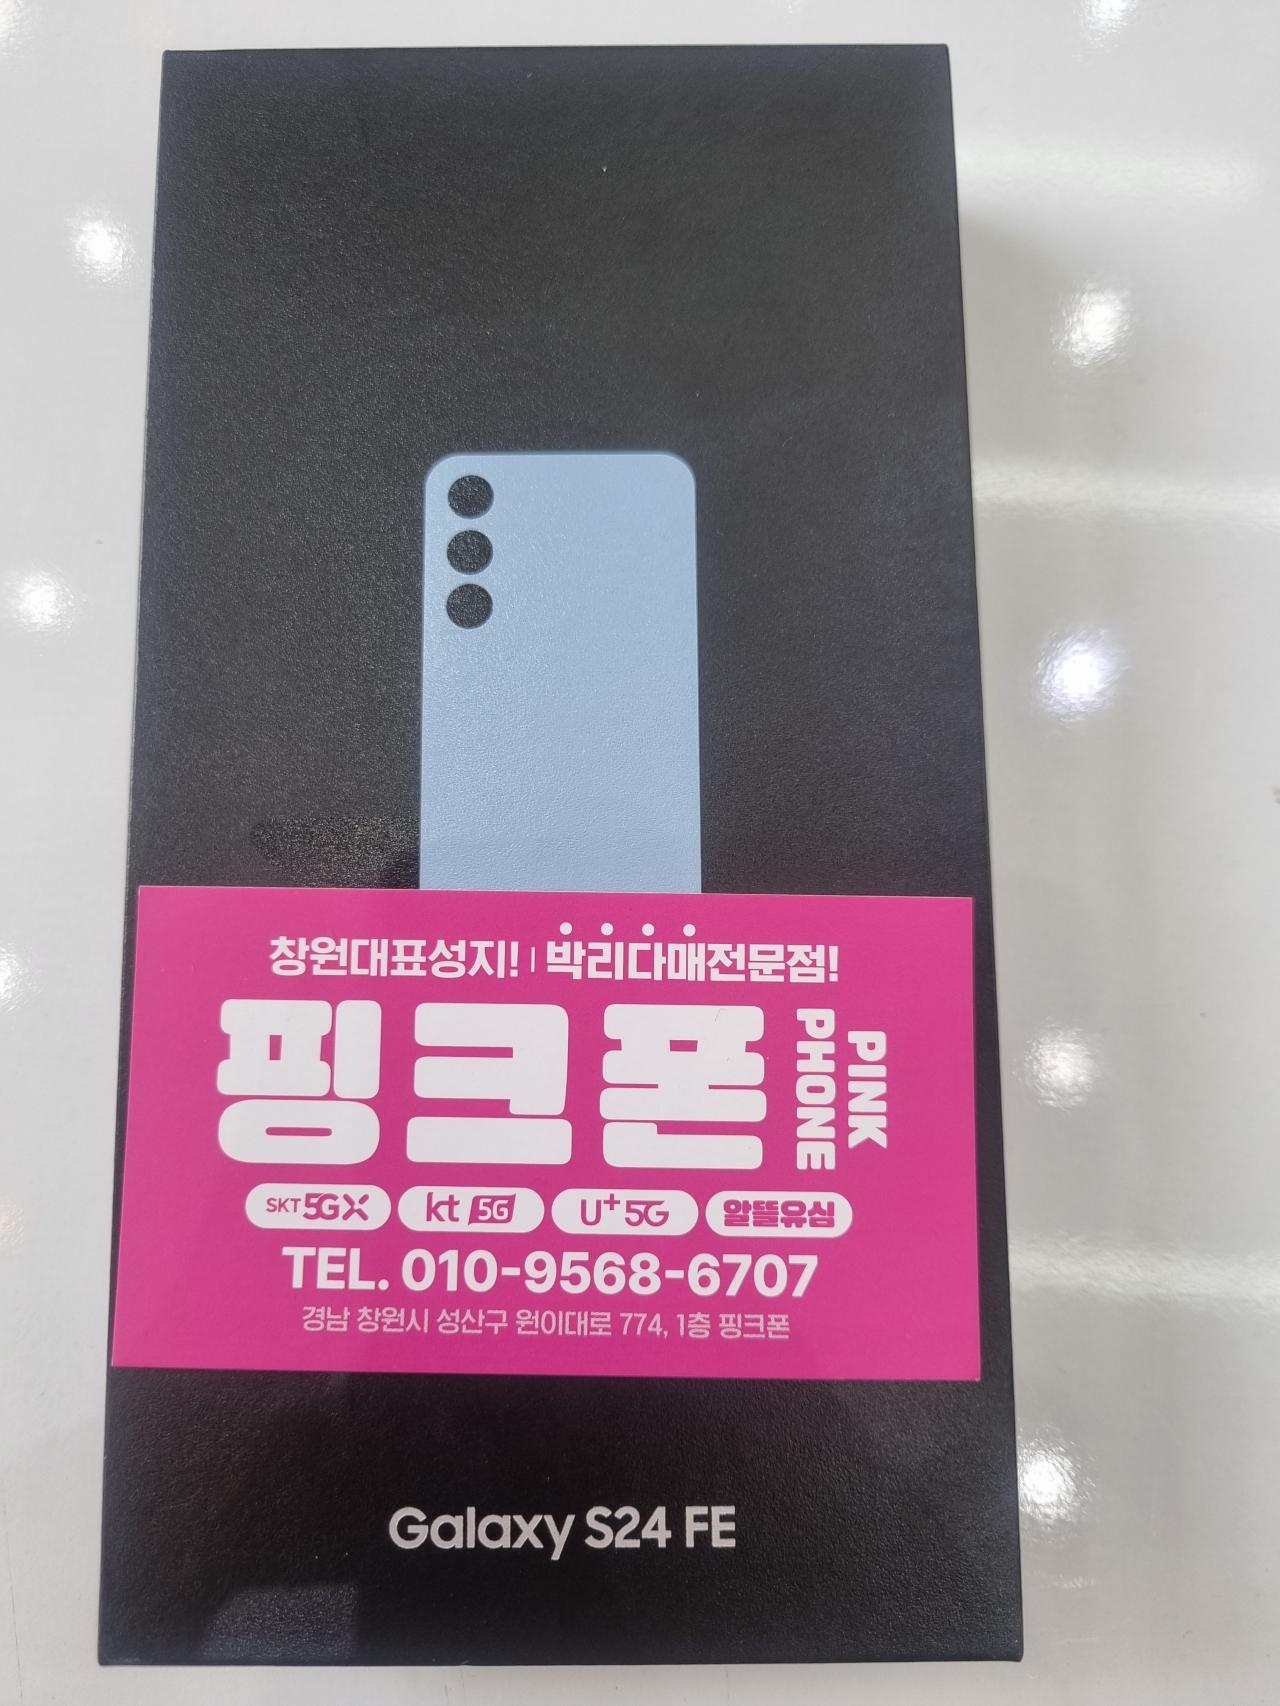 창원대표성지! | 박리다매전문점!
핑크폰
PINK
PHONE
SKT 5GX kt 5G U+5G 알뜰유심
TEL. 010-9568-6707
경남 창원시 성산구 원이대로 774, 1층 핑크폰
Galaxy S24 FE